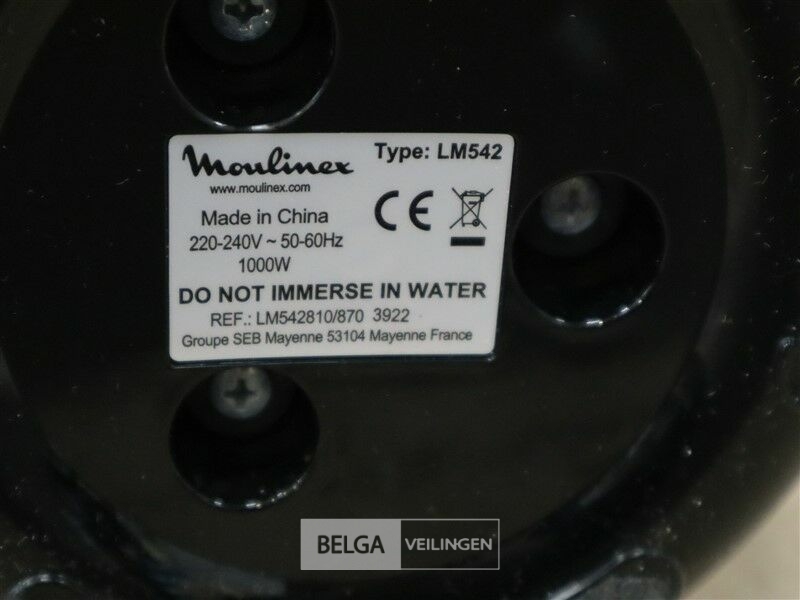 Moulinex
Type: LM542
www.moulinex.com
Made in China
CE
220-240V ~ 50-60Hz
1000W
DO NOT IMMERSE IN WATER
REF.: LM542810/870 3922
Groupe SEB Mayenne 53104 Mayenne France
BELGA VEILINGEN